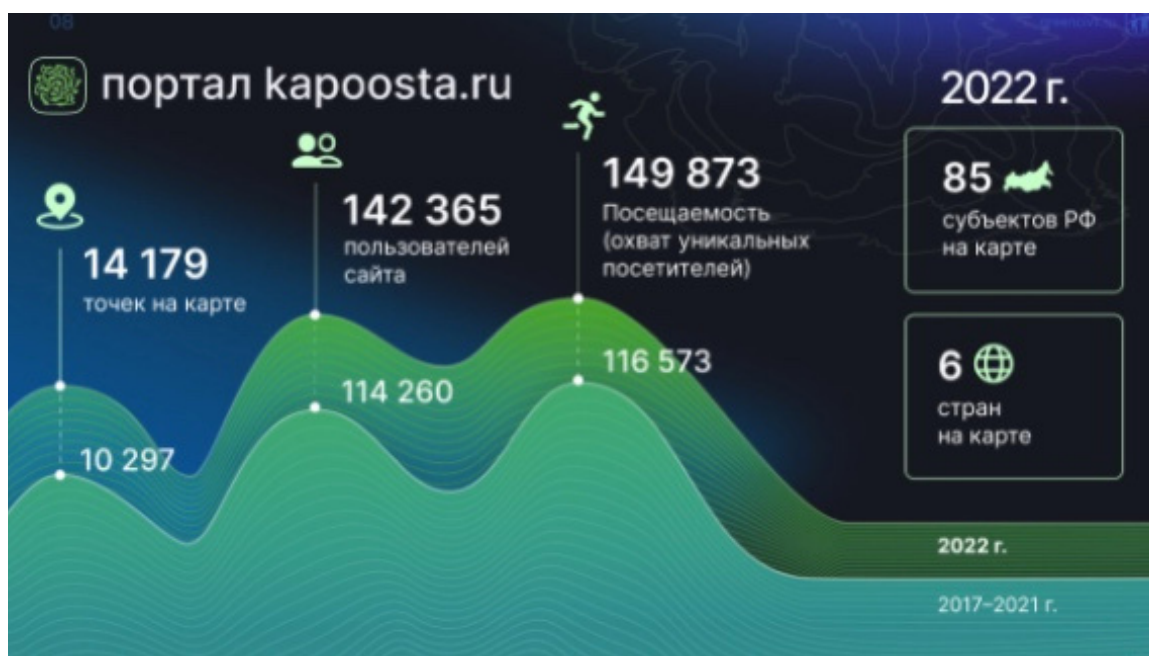 08
портал kapoosta.ru
2022 г.
14 179
точек на карте
142 365
пользователей
сайта
149 873
Посещаемость
(охват уникальных
посетителей)
85
субъектов РФ
на карте
6
стран
на карте
10 297
114 260
116 573
2022 г.
2017–2021 г.